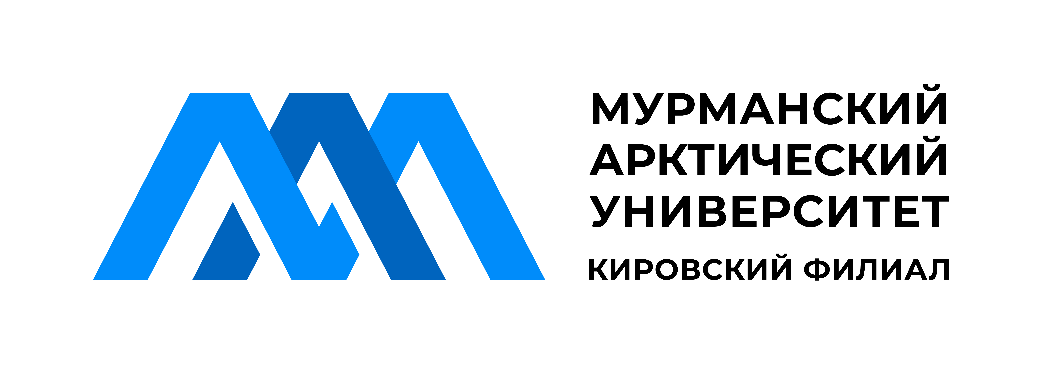 МУРМАНСКИЙ
АРКТИЧЕСКИЙ
УНИВЕРСИТЕТ
КИРОВСКИЙ ФИЛИАЛ